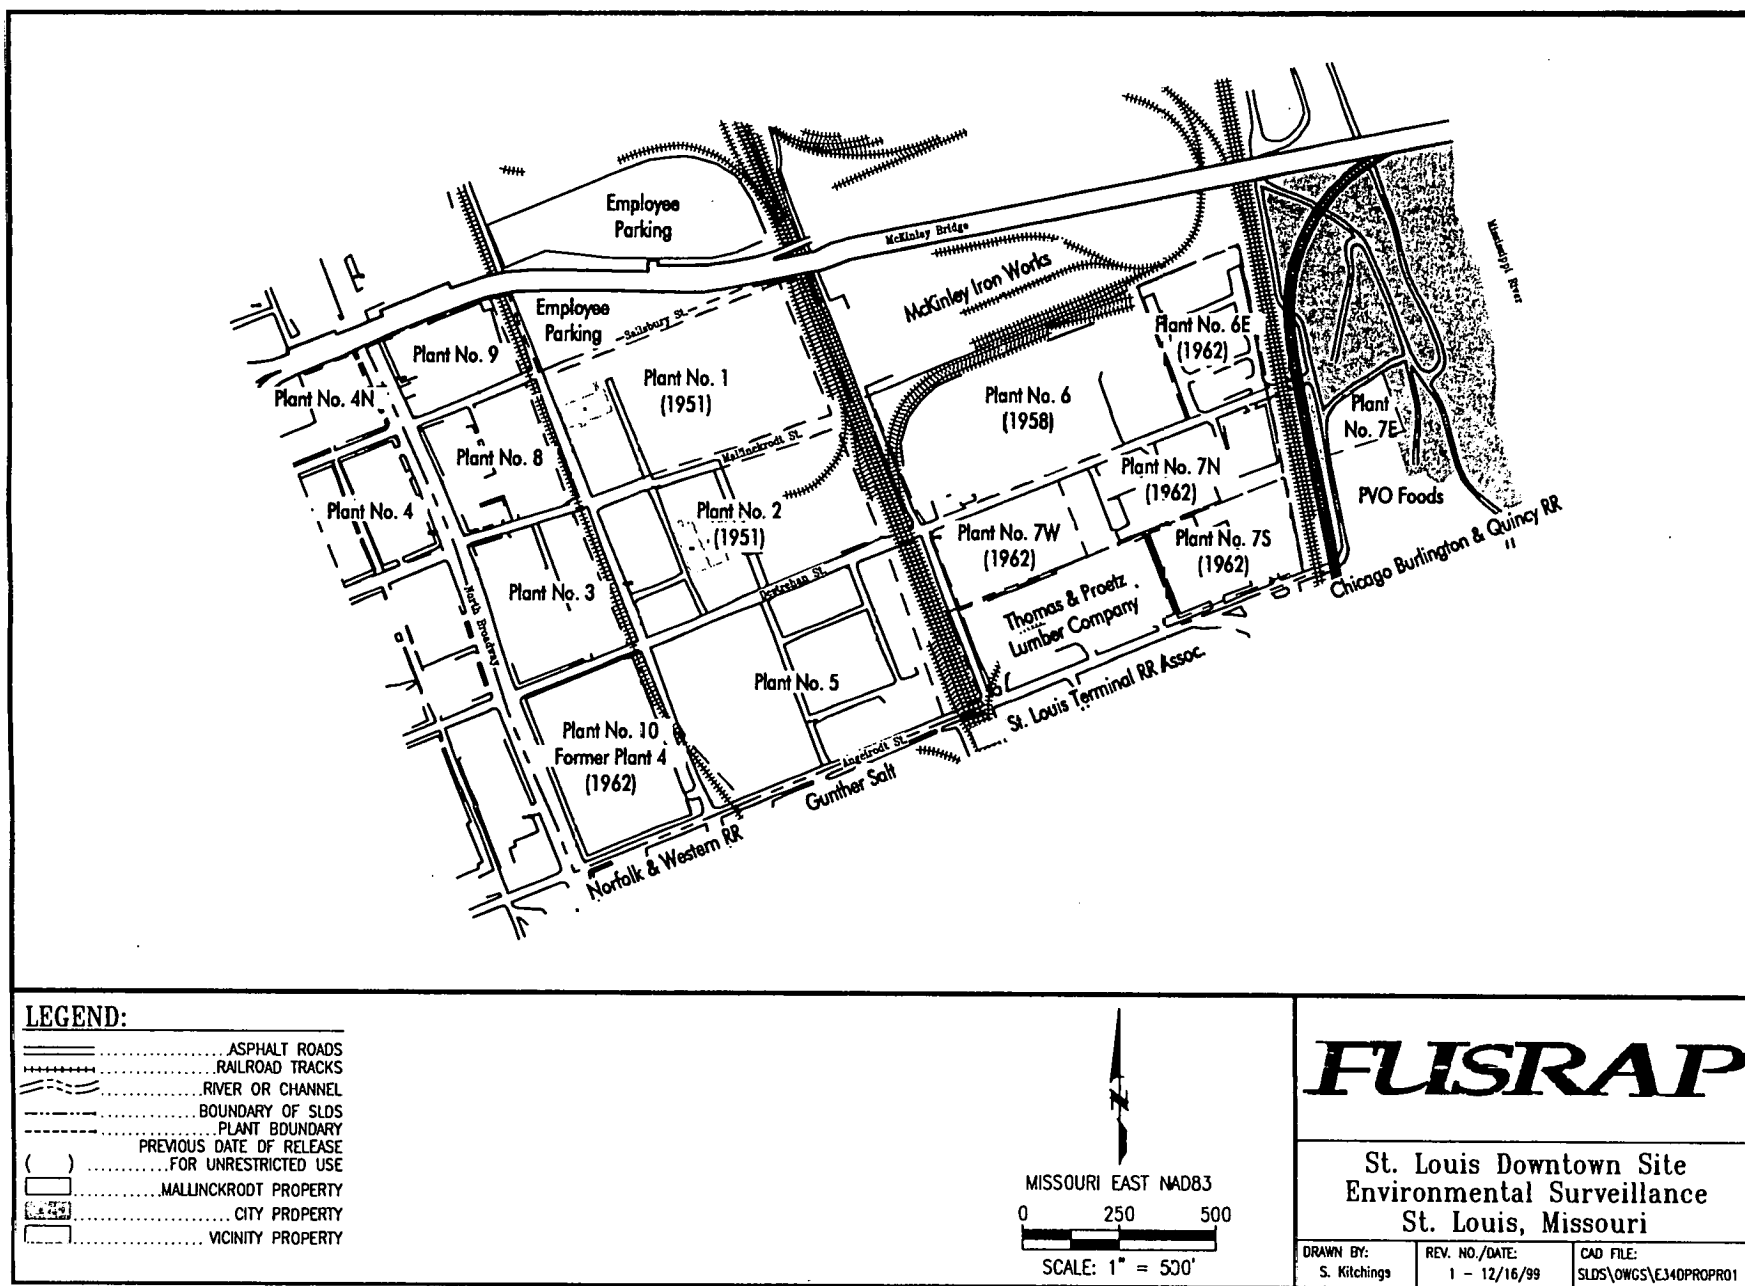 Employee
Parking
McKinley Bridge
Mississippi River
McKinley Iron Works
Employee
Parking
Salisbury St.
Plant No. 6E
(1962)
Plant No. 9
Plant No. 1
(1951)
Plant No. 4N
Plant No. 6
(1958)
Plant
No. 7E
Mallinckrodt St.
Plant No. 8
Plant No. 7N
(1962)
PVO Foods
Plant No. 4
Plant No. 2
(1951)
Plant No. 7W
(1962)
Plant No. 7S
(1962)
Chicago Burlington & Quincy RR
Destrehan St.
Plant No. 3
North Broadway
Thomas & Proetz
Lumber Company
Plant No. 5
St. Louis Terminal RR Assoc.
Plant No. 10
Former Plant 4
(1962)
Angelrodt St.
Gunther Salt
Norfolk & Western RR
LEGEND:
ASPHALT ROADS
RAILROAD TRACKS
RIVER OR CHANNEL
BOUNDARY OF SLDS
PLANT BOUNDARY
PREVIOUS DATE OF RELEASE
( ) FOR UNRESTRICTED USE
MALLINCKRODT PROPERTY
CITY PROPERTY
VICINITY PROPERTY
N
MISSOURI EAST NAD83
0 250 500
SCALE: 1" = 500'
FUSRAP
St. Louis Downtown Site
Environmental Surveillance
St. Louis, Missouri
DRAWN BY:
S. Kitchings
REV. NO./DATE:
1 - 12/16/99
CAD FILE:
SLDS\OWGS\EJ40PROPR01